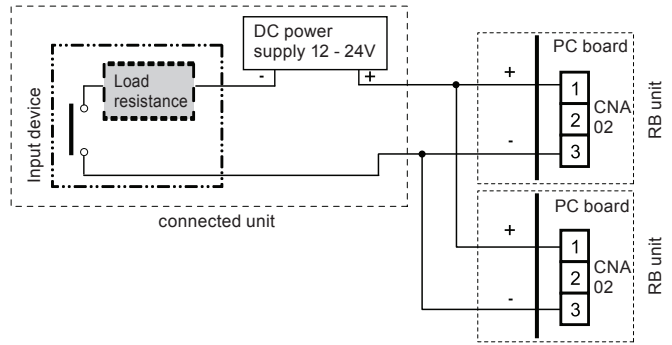 DC power
supply 12 - 24V
-
+
Load
resistance
Input device
connected unit
PC board
+
1
2
3
CNA
02
-
RB unit
PC board
+
1
2
3
CNA
02
-
RB unit